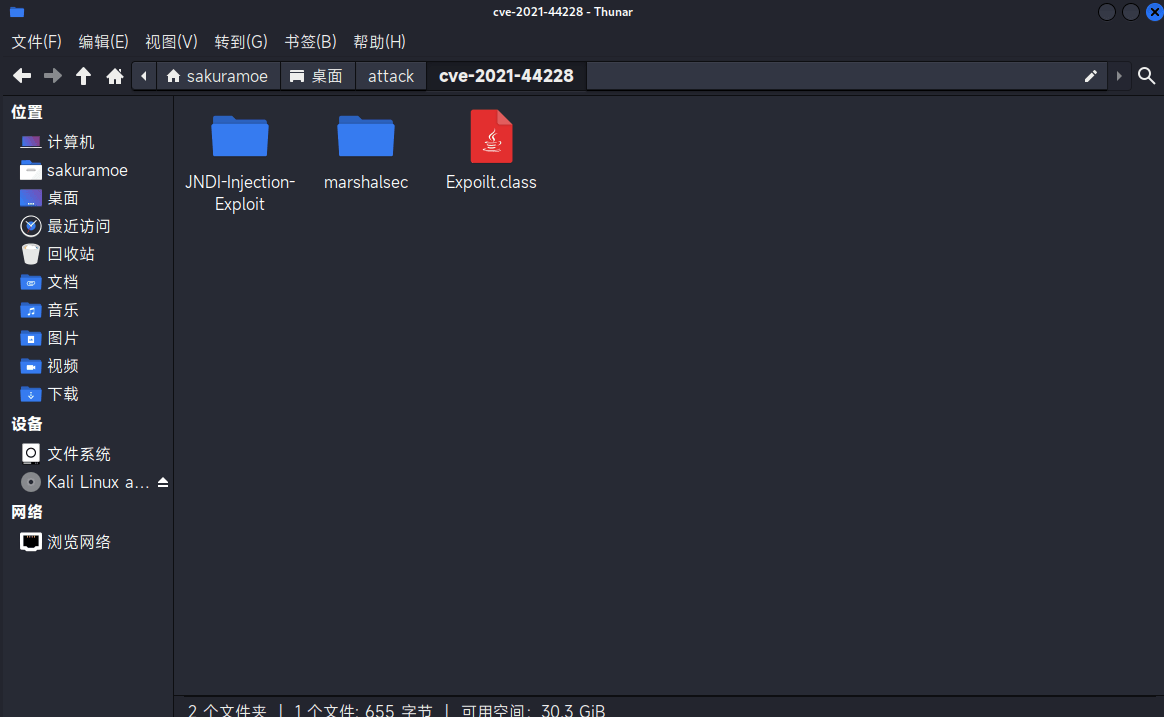 cve-2021-44228 - Thunar
文件(F) 编辑(E) 视图(V) 转到(G) 书签(B) 帮助(H)
sakuramoe 桌面 attack cve-2021-44228
位置
计算机
sakuramoe
桌面
最近访问
回收站
文档
音乐
图片
视频
下载
设备
文件系统
Kali Linux a...
网络
浏览网络
JNDI-Injection-
Exploit
marshalsec
Expoilt.class
2 个文件夹 | 1 个文件: 655 字节 | 可用空间: 30.3 GiB